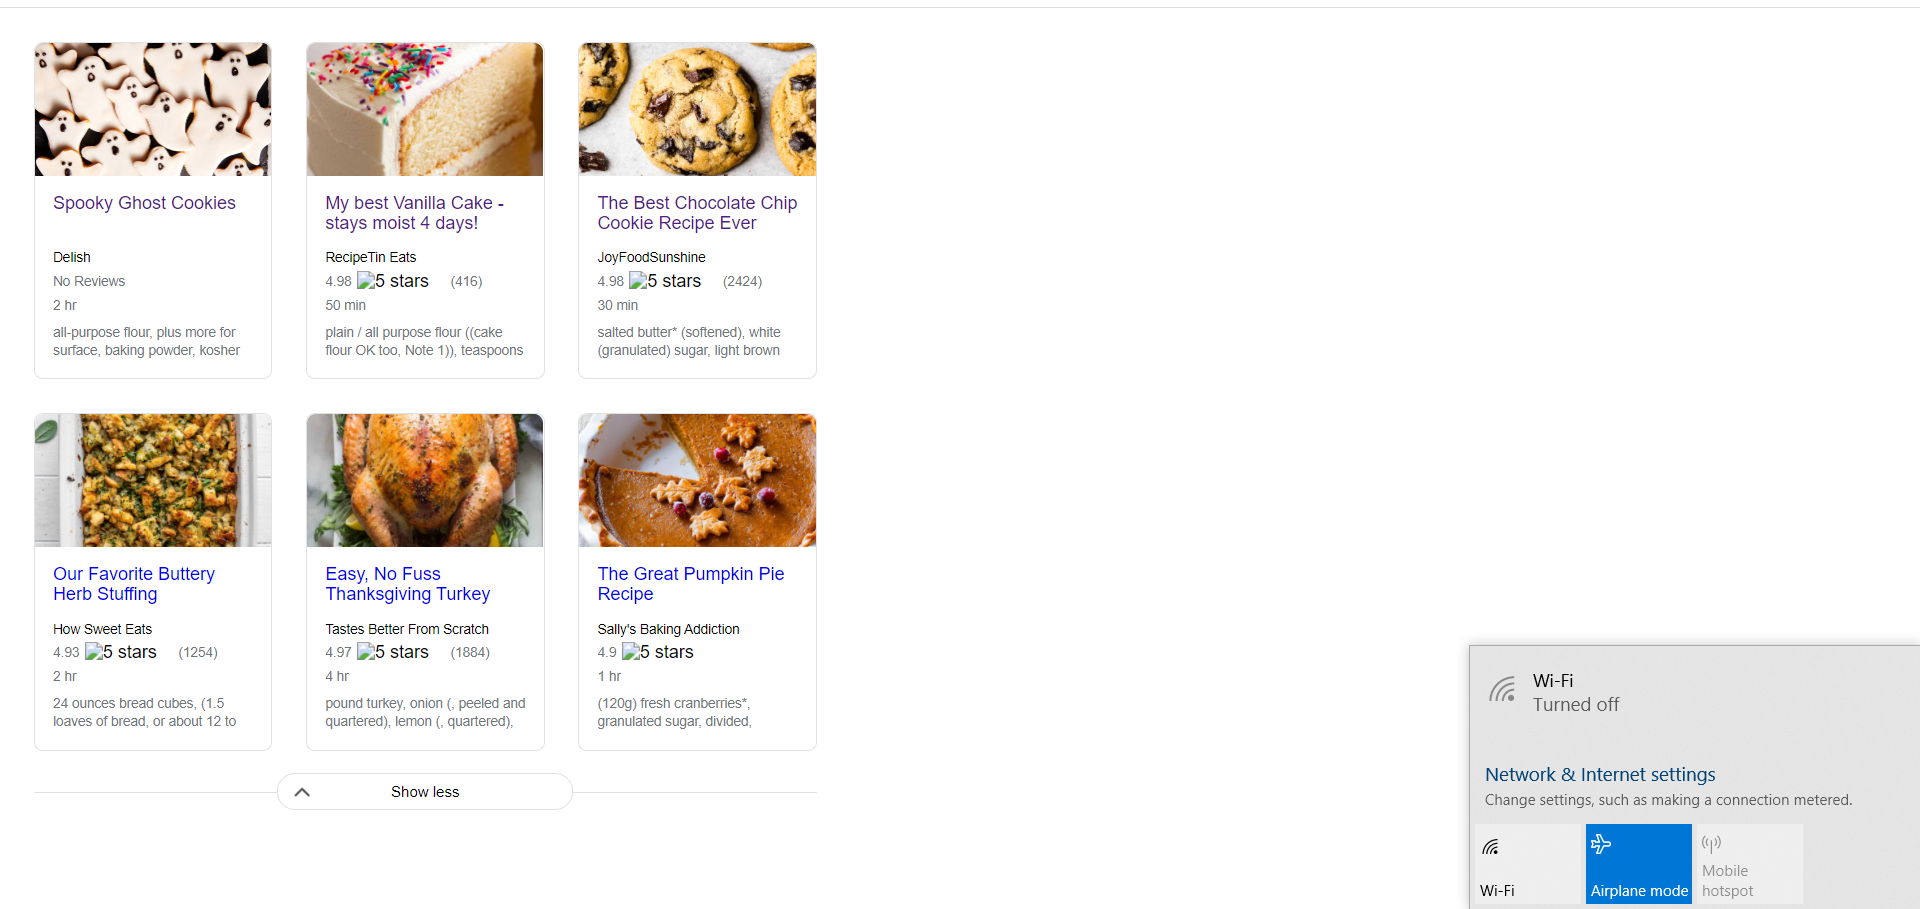 Spooky Ghost Cookies
Delish
No Reviews
2 hr
all-purpose flour, plus more for
surface, baking powder, kosher
My best Vanilla Cake -
stays moist 4 days!
RecipeTin Eats
4.98 5 stars (416)
50 min
plain / all purpose flour ((cake
flour OK too, Note 1)), teaspoons
The Best Chocolate Chip
Cookie Recipe Ever
JoyFoodSunshine
4.98 5 stars (2424)
30 min
salted butter* (softened), white
(granulated) sugar, light brown
Our Favorite Buttery
Herb Stuffing
How Sweet Eats
4.93 5 stars (1254)
2 hr
24 ounces bread cubes, (1.5
loaves of bread, or about 12 to
Easy, No Fuss
Thanksgiving Turkey
Tastes Better From Scratch
4.97 5 stars (1884)
4 hr
pound turkey, onion (, peeled and
quartered), lemon (, quartered),
The Great Pumpkin Pie
Recipe
Sally's Baking Addiction
4.9 5 stars
1 hr
(120g) fresh cranberries*,
granulated sugar, divided,
Show less
Wi-Fi
Turned off
Network & Internet settings
Change settings, such as making a connection metered.
Wi-Fi
Airplane mode
Mobile
hotspot